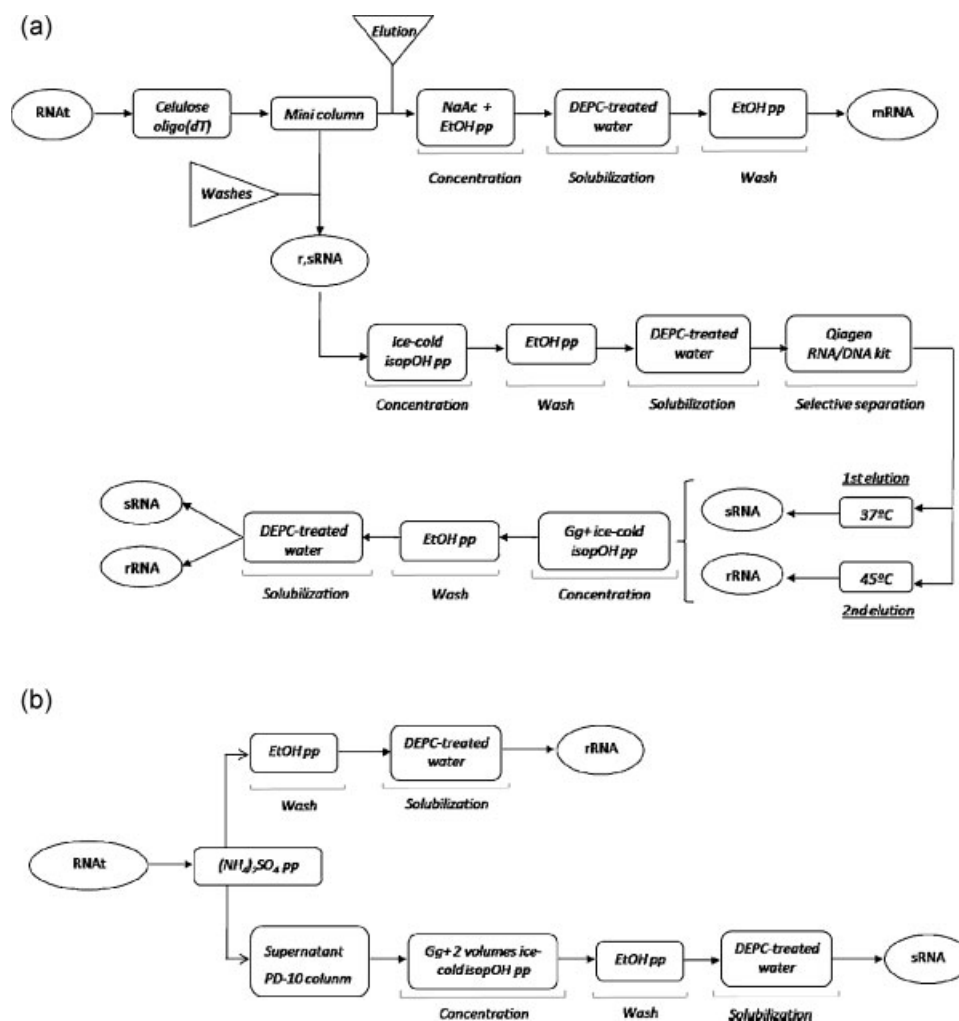 (a)
Elution
RNAt
Celulose
oligo(dT)
Mini column
NaAc +
EtOH pp
DEPC-treated
water
EtOH pp
mRNA
Concentration
Solubilization
Wash
Washes
r,sRNA
ice-cold
isopOH pp
EtOH pp
DEPC-treated
water
Qiagen
RNA/DNA kit
Concentration
Wash
Solubilization
Selective separation
1st elution
sRNA
37ºC
rRNA
45ºC
2nd elution
Gg+ ice-cold
isopOH pp
Concentration
EtOH pp
Wash
DEPC-treated
water
Solubilization
sRNA
rRNA
(b)
EtOH pp
DEPC-treated
water
rRNA
Wash
Solubilization
RNAt
(NH₄)₂SO₄ pp
Supernatant
PD-10 colunm
Gg+ 2 volumes ice-
cold isopOH pp
EtOH pp
DEPC-treated
water
sRNA
Concentration
Wash
Solubilization